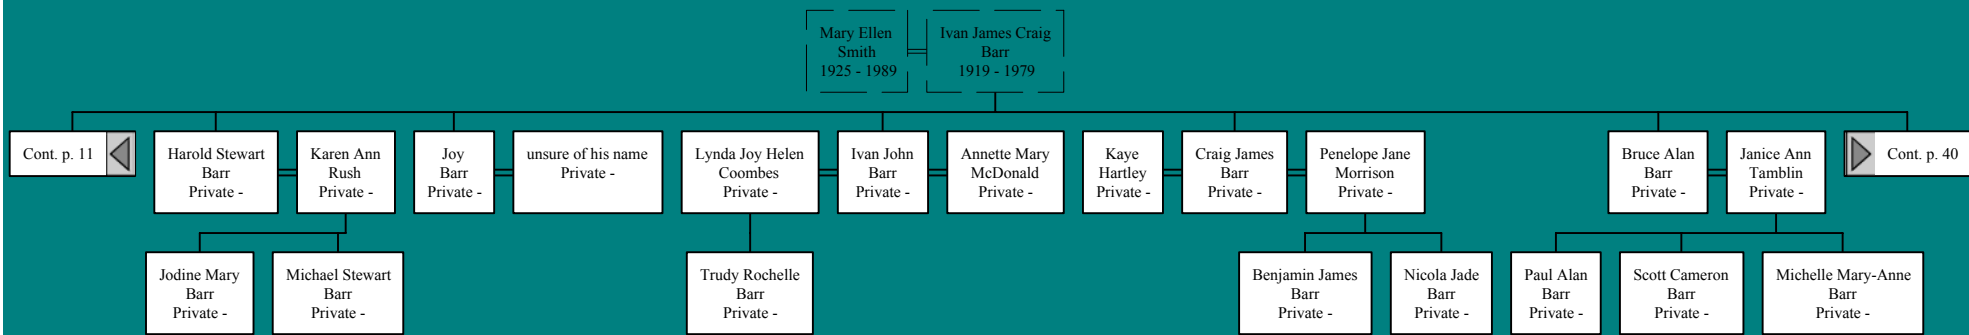 Mary Ellen
Smith
1925 - 1989
Ivan James Craig
Barr
1919 - 1979
Cont. p. 11
Harold Stewart
Barr
Private -
Karen Ann
Rush
Private -
Joy
Barr
Private -
unsure of his name
Private -
Lynda Joy Helen
Coombes
Private -
Ivan John
Barr
Private -
Annette Mary
McDonald
Private -
Kaye
Hartley
Private -
Craig James
Barr
Private -
Penelope Jane
Morrison
Private -
Bruce Alan
Barr
Private -
Janice Ann
Tamblin
Private -
Cont. p. 40
Jodine Mary
Barr
Private -
Michael Stewart
Barr
Private -
Trudy Rochelle
Barr
Private -
Benjamin James
Barr
Private -
Nicola Jade
Barr
Private -
Paul Alan
Barr
Private -
Scott Cameron
Barr
Private -
Michelle Mary-Anne
Barr
Private -